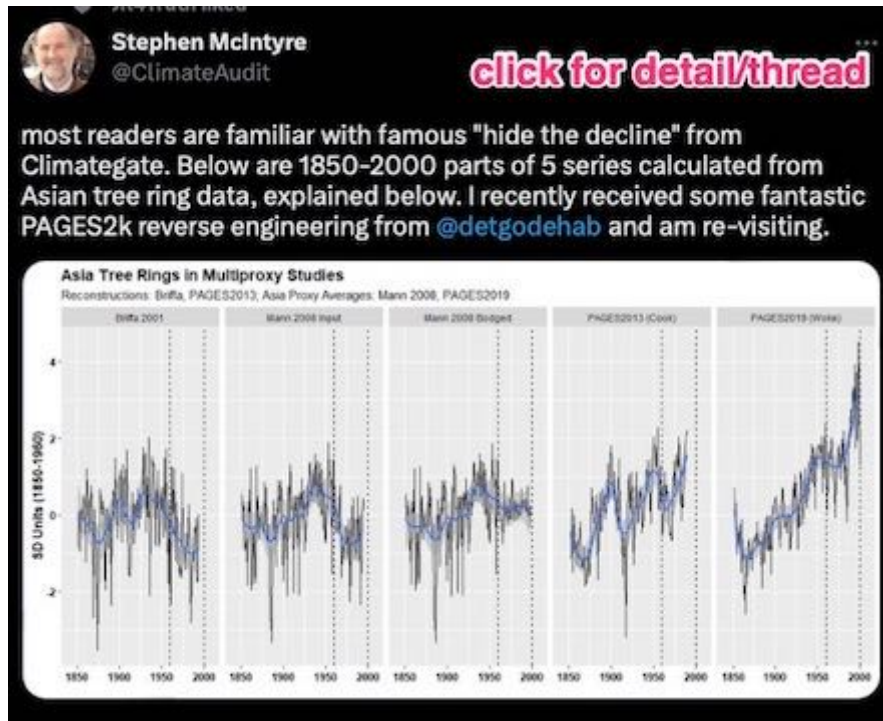 Stephen McIntyre
@ClimateAudit
click for detail/thread
most readers are familiar with famous "hide the decline" from
Climategate. Below are 1850-2000 parts of 5 series calculated from
Asian tree ring data, explained below. I recently received some fantastic
PAGES2k reverse engineering from @detgodehab and am re-visiting.
Asia Tree Rings in Multiproxy Studies
Reconstructions: Briffa, PAGES2013; Asia Proxy Averages: Mann 2008, PAGES2019
Briffa 2001 Mann 2008 Input Mann 2008 Bodged PAGES2013 (Cook) PAGES2019 (Woke)
4
2
0
2
SD Units (1850-1960)
1850 1900 1950 2000 1850 1900 1950 2000 1850 1900 1950 2000 1850 1900 1950 2000 1850 1900 1950 2000